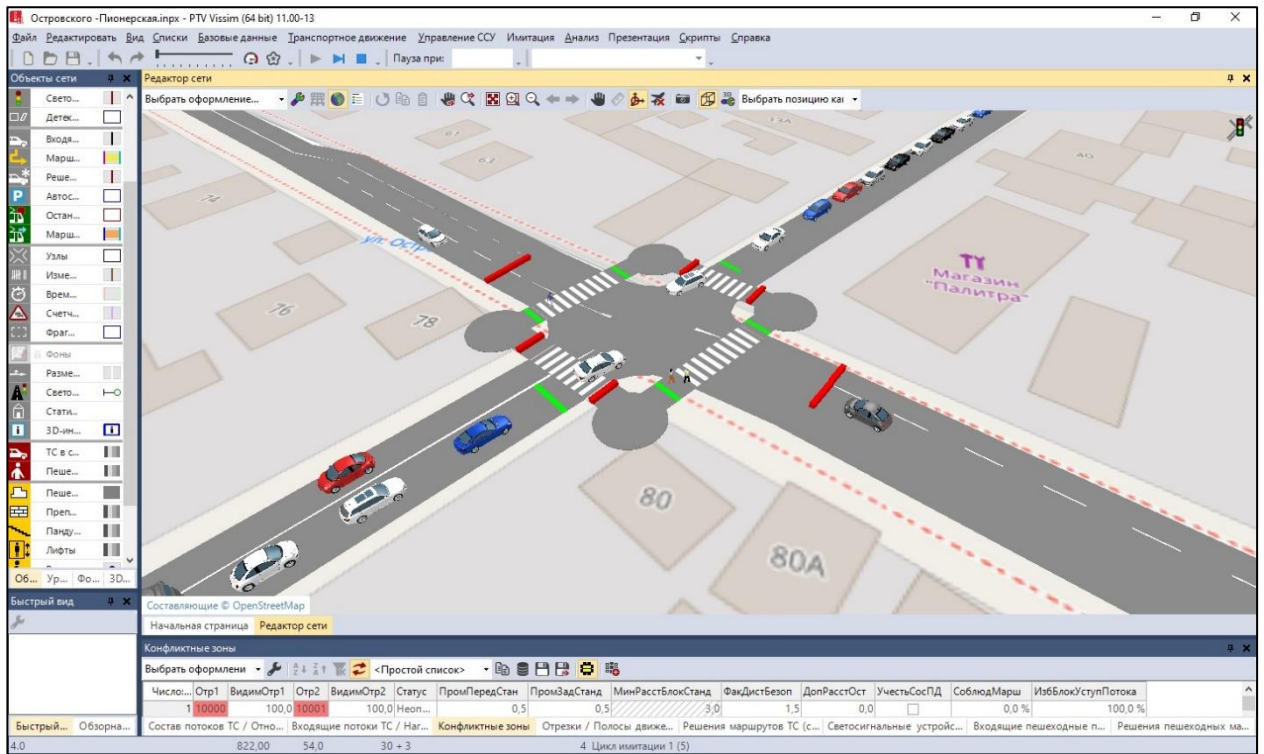 Островского -Пионерская.inpx - PTV Vissim (64 bit) 11.00-13
Файл Редактировать Вид Списки Базовые данные Транспортное движение Управление ССУ Имитация Анализ Презентация Скрипты Справка
Пауза при:
Объекты сети
Редактор сети
Выбрать оформление...
Выбрать позицию каı
Свето...
Детек...
Входя...
Марш...
Реше...
Автос...
Остан...
Марш...
Узлы
Изме...
Врем...
Счетч...
Фраг...
Фоны
Разме...
Свето...
Стати...
3D-ин...
ТС в с...
Пеше...
Пеше...
Преп...
Панду...
Лифты
Об... Ур... Фо... 3D...
74
ул. Остр
76
78
80
80А
Магазин
"Палитра"
Составляющие © OpenStreetMap
Начальная страница Редактор сети
Быстрый вид
Быстрый... Обзорна...
Конфликтные зоны
Выбрать оформлени
<Простой список>
Число:... Отр1 ВидимОтр1 Отр2 ВидимОтр2 Статус ПромПередСтан ПромЗадСтанд МинРасстБлокСтанд ФакДистБезоп ДопРасстОст УчестьСосПД СоблюдМарш ИзбБлокУступПотока
1 10000 100,0 10001 100,0 Неоп... 0,5 0,5 3,0 1,5 0,0 0,0 % 100,0 %
Состав потоков ТС / Отно... Входящие потоки ТС / Наг... Конфликтные зоны Отрезки / Полосы движе... Решения маршрутов ТС (с... Светосигнальные устройс... Входящие пешеходные п... Решения пешеходных ма...
4.0 822,00 54,0 30 + 3 4 Цикл имитации 1 (5)